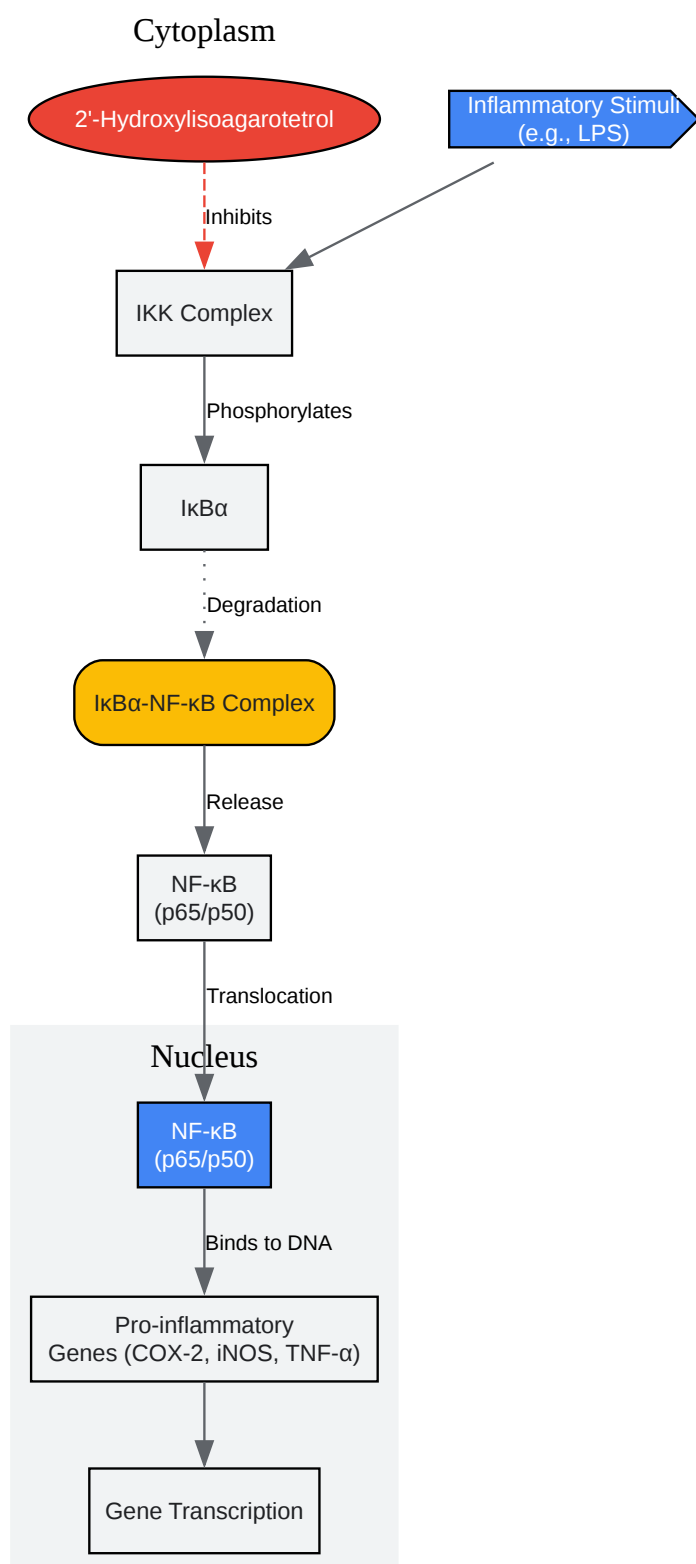 Cytoplasm
2'-Hydroxylisoagarotetrol
Inflammatory Stimuli
(e.g., LPS)
Inhibits
IKK Complex
Phosphorylates
IκBα
Degradation
IκBα-NF-κB Complex
Release
NF-κB
(p65/p50)
Translocation
Nucleus
NF-κB
(p65/p50)
Binds to DNA
Pro-inflammatory
Genes (COX-2, iNOS, TNF-α)
Gene Transcription